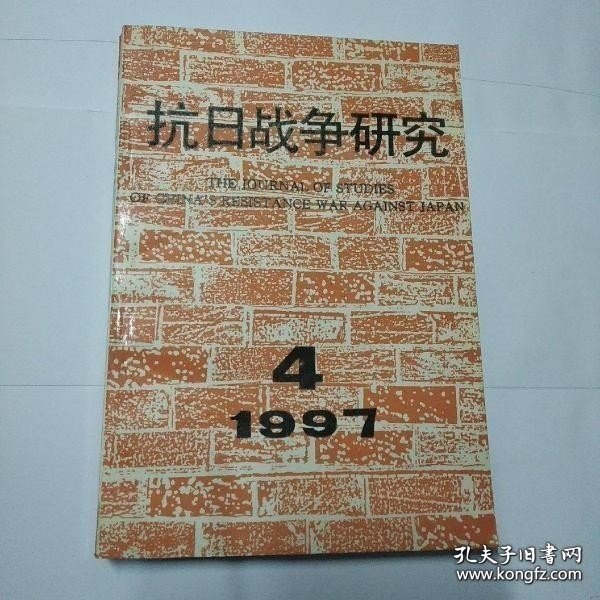 抗日战争研究
THE JOURNAL OF STUDIES
OF CHINA'S RESISTANCE WAR AGAINST JAPAN
4
1997
孔夫子旧書网
www.kongfz.com